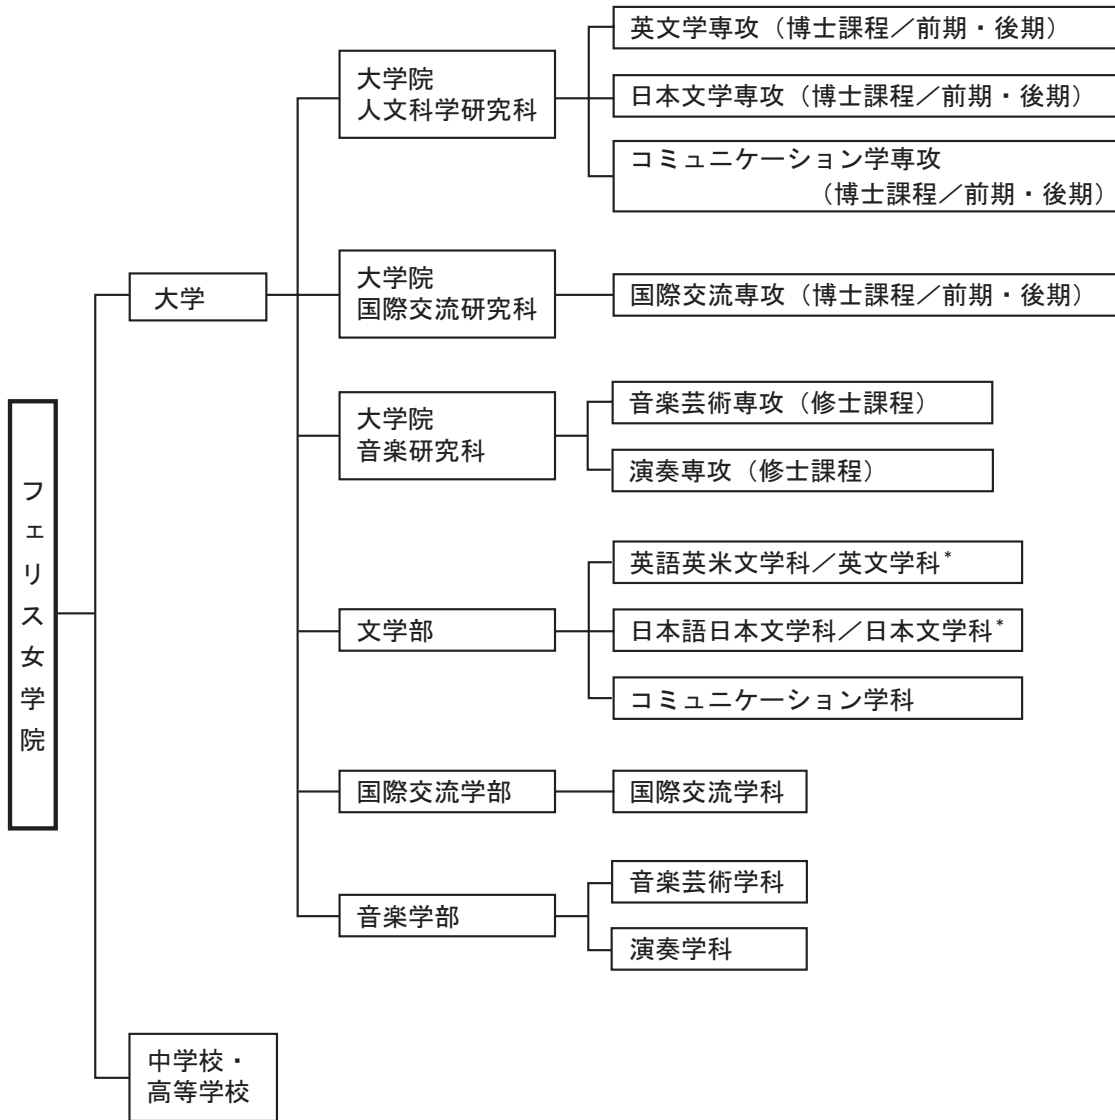 英文学専攻（博士課程／前期・後期）
大学院
人文科学研究科
日本文学専攻（博士課程／前期・後期）
コミュニケーション学専攻
（博士課程／前期・後期）
大学
大学院
国際交流研究科
国際交流専攻（博士課程／前期・後期）
フェリス女学院
大学院
音楽研究科
音楽芸術専攻（修士課程）
演奏専攻（修士課程）
文学部
英語英米文学科／英文学科*
日本語日本文学科／日本文学科*
コミュニケーション学科
国際交流学部
国際交流学科
音楽学部
音楽芸術学科
演奏学科
中学校・
高等学校